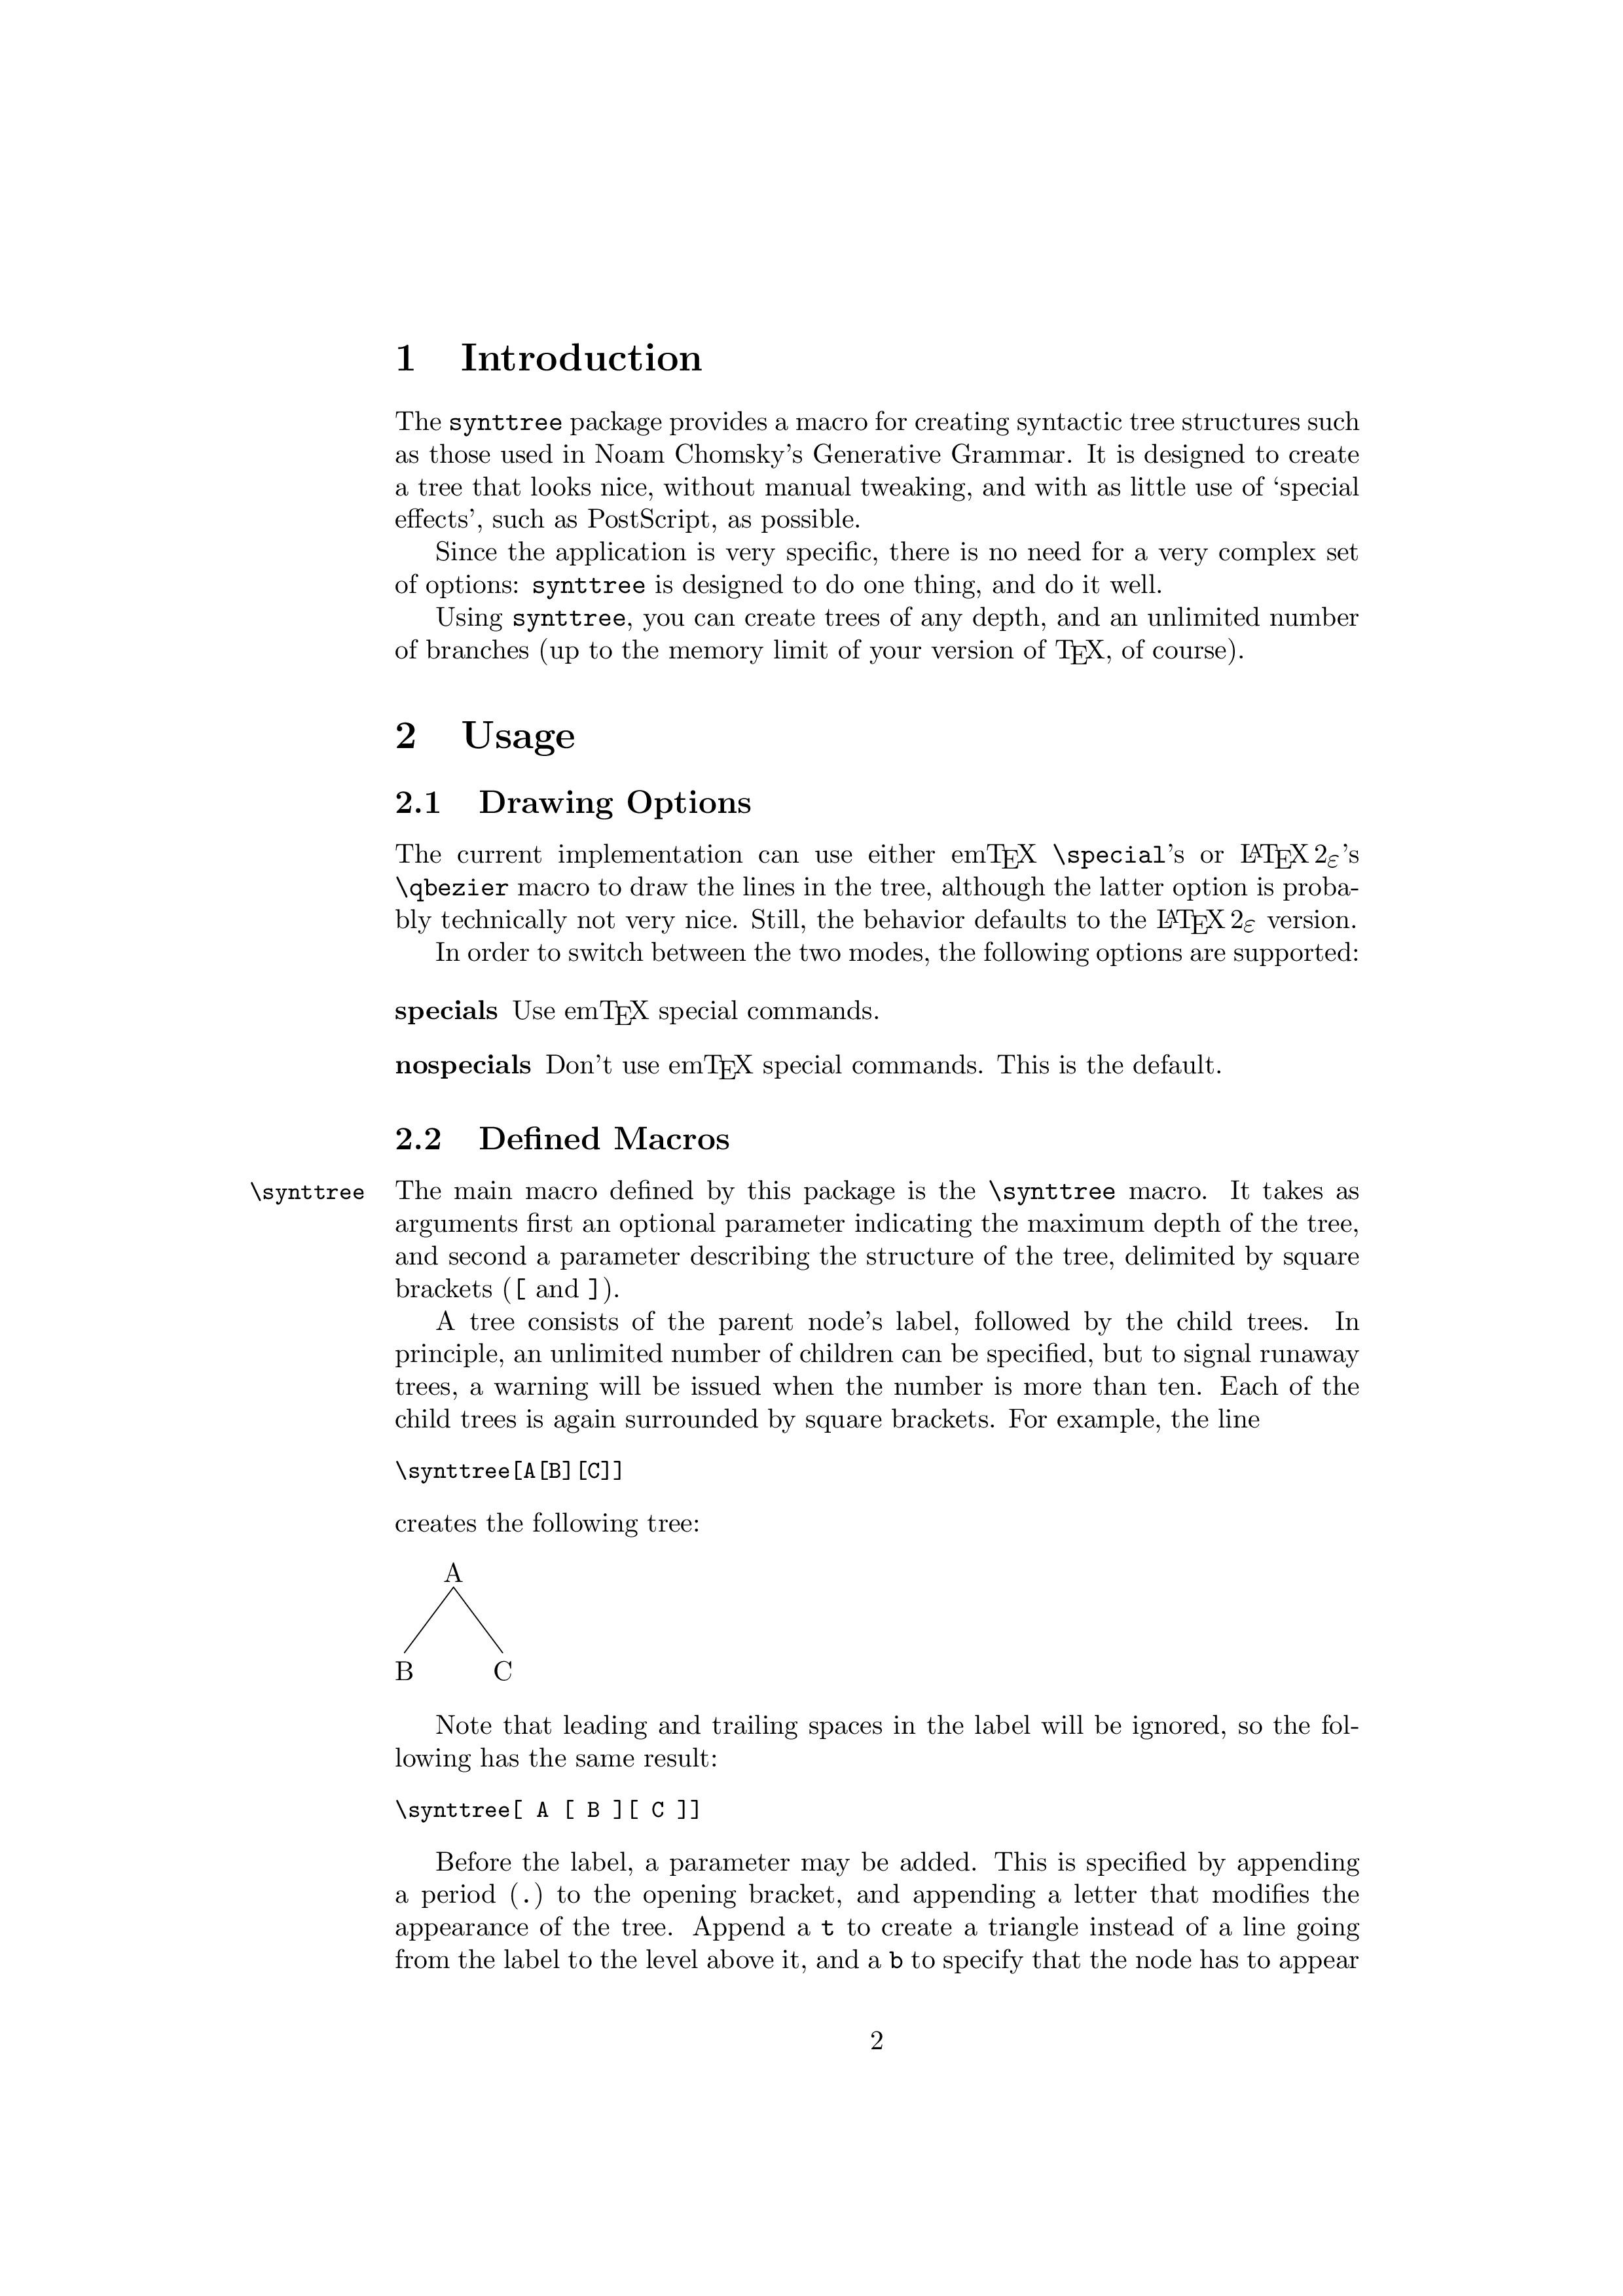 1 Introduction
The synttree package provides a macro for creating syntactic tree structures such
as those used in Noam Chomsky's Generative Grammar. It is designed to create
a tree that looks nice, without manual tweaking, and with as little use of ‘special
effects’, such as PostScript, as possible.
Since the application is very specific, there is no need for a very complex set
of options: synttree is designed to do one thing, and do it well.
Using synttree, you can create trees of any depth, and an unlimited number
of branches (up to the memory limit of your version of TEX, of course).
2 Usage
2.1 Drawing Options
The current implementation can use either emTEX \special's or LATEX 2ε's
\qbezier macro to draw the lines in the tree, although the latter option is proba-
bly technically not very nice. Still, the behavior defaults to the LATEX 2ε version.
In order to switch between the two modes, the following options are supported:
specials Use emTEX special commands.
nospecials Don't use emTEX special commands. This is the default.
2.2 Defined Macros
\synttree The main macro defined by this package is the \synttree macro. It takes as
arguments first an optional parameter indicating the maximum depth of the tree,
and second a parameter describing the structure of the tree, delimited by square
brackets ([ and ]).
A tree consists of the parent node's label, followed by the child trees. In
principle, an unlimited number of children can be specified, but to signal runaway
trees, a warning will be issued when the number is more than ten. Each of the
child trees is again surrounded by square brackets. For example, the line
\synttree[A[B][C]]
creates the following tree:
A
B C
Note that leading and trailing spaces in the label will be ignored, so the fol-
lowing has the same result:
\synttree[ A [ B ][ C ]]
Before the label, a parameter may be added. This is specified by appending
a period (.) to the opening bracket, and appending a letter that modifies the
appearance of the tree. Append a t to create a triangle instead of a line going
from the label to the level above it, and a b to specify that the node has to appear
2